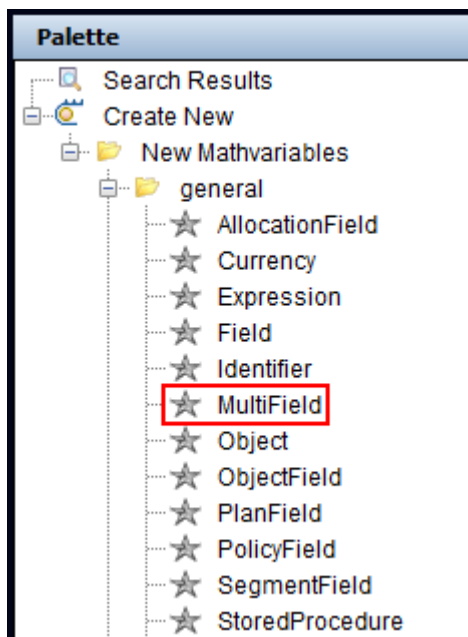 Palette
Search Results
Create New
New Mathvariables
general
AllocationField
Currency
Expression
Field
Identifier
MultiField
Object
ObjectField
PlanField
PolicyField
SegmentField
StoredProcedure